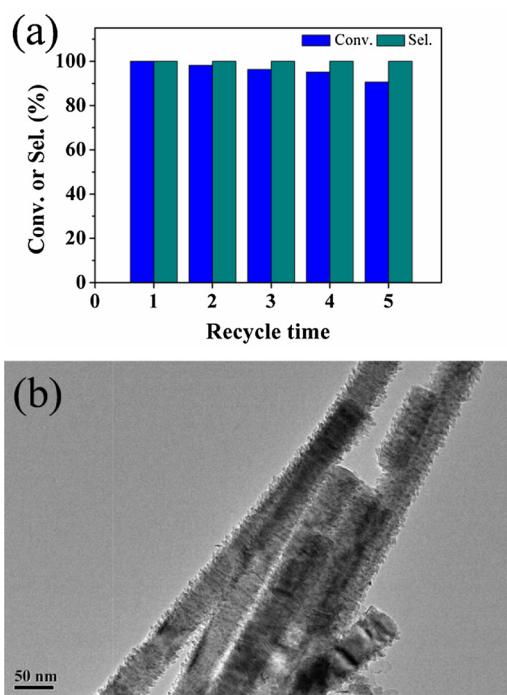 (a)
Conv. Sel.
Conv. or Sel. (%)
100
80
60
40
20
0
0 1 2 3 4 5
Recycle time
(b)
50 nm